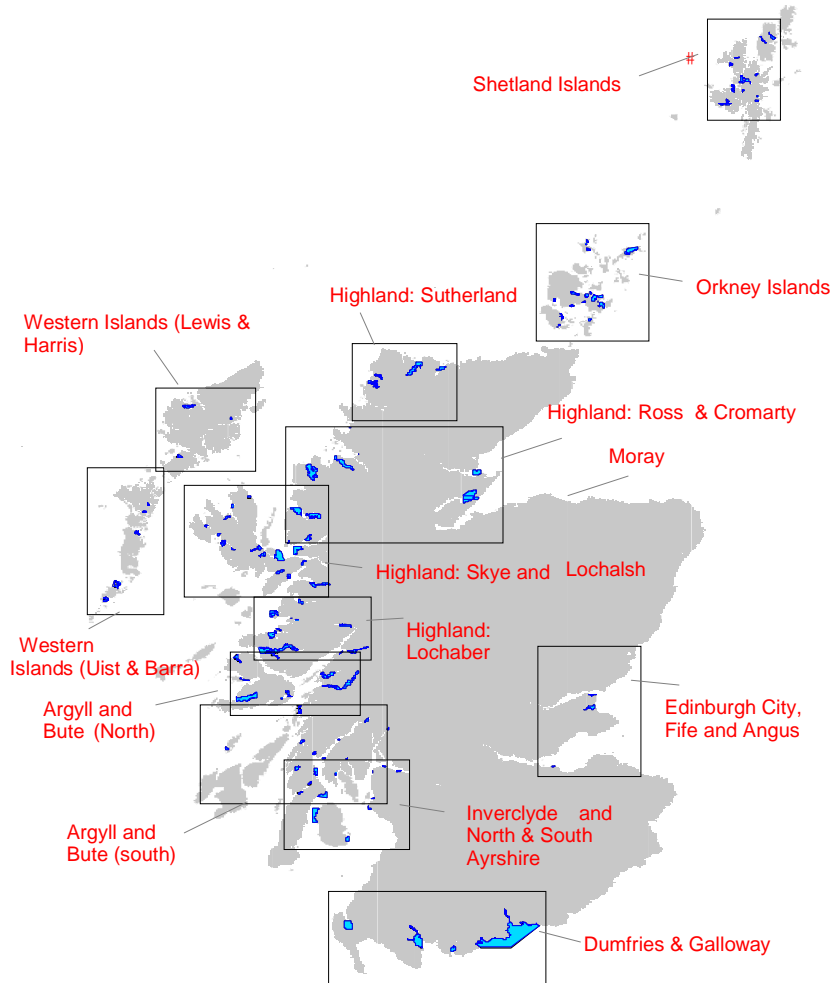 #
Shetland Islands
Orkney Islands
Highland: Sutherland
Western Islands (Lewis &
Harris)
Highland: Ross & Cromarty
Moray
Highland: Skye and Lochalsh
Highland:
Lochaber
Western
Islands (Uist & Barra)
Argyll and
Bute (North)
Edinburgh City,
Fife and Angus
Argyll and
Bute (south)
Inverclyde and
North & South
Ayrshire
Dumfries & Galloway